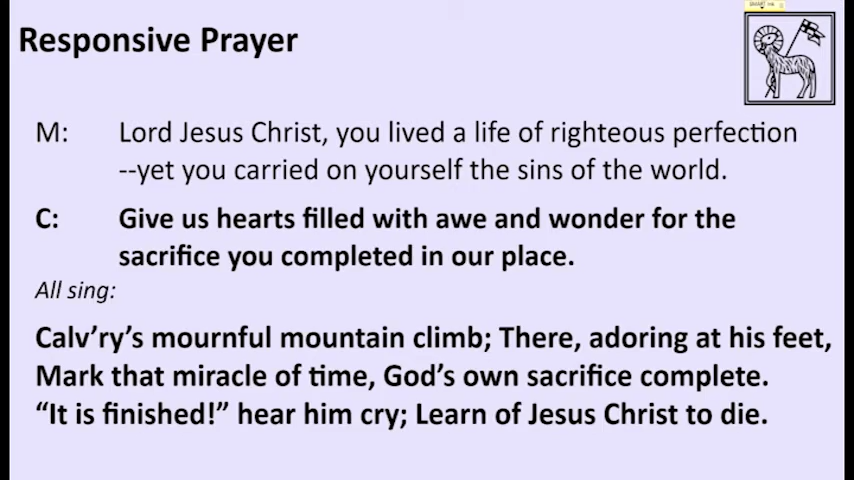 Responsive Prayer
M: Lord Jesus Christ, you lived a life of righteous perfection
--yet you carried on yourself the sins of the world.
C: Give us hearts filled with awe and wonder for the
sacrifice you completed in our place.
All sing:
Calv’ry’s mournful mountain climb; There, adoring at his feet,
Mark that miracle of time, God’s own sacrifice complete.
“It is finished!” hear him cry; Learn of Jesus Christ to die.